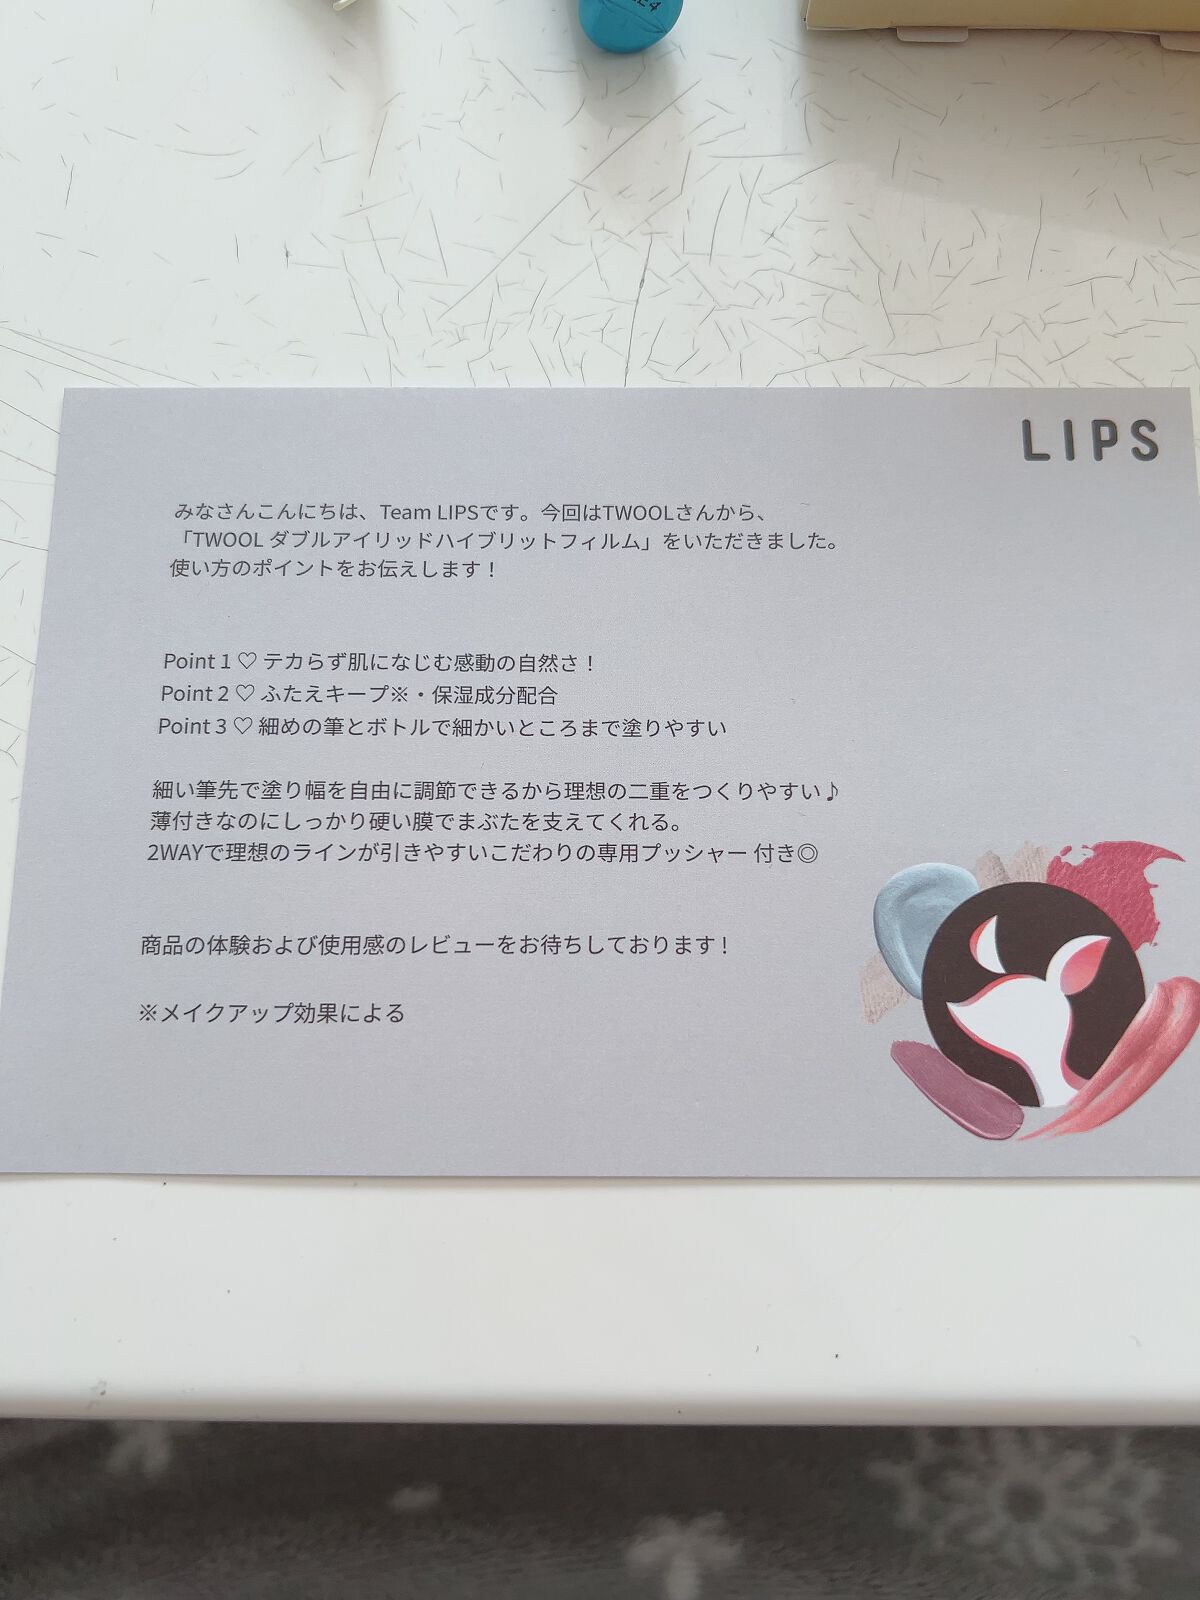 LIPS
みなさんこんにちは、Team LIPSです。今回はTWOOLさんから、
「TWOOL ダブルアイリッドハイブリットフィルム」をいただきました。
使い方のポイントをお伝えします！
Point 1 ♡ テカらず肌になじむ感動の自然さ！
Point 2 ♡ ふたえキープ※・保湿成分配合
Point 3 ♡ 細めの筆とボトルで細かいところまで塗りやすい
細い筆先で塗り幅を自由に調節できるから理想の二重をつくりやすい♪
薄付きなのにしっかり硬い膜でまぶたを支えてくれる。
2WAYで理想のラインが引きやすいこだわりの専用プッシャー 付き◎
商品の体験および使用感のレビューをお待ちしております！
※メイクアップ効果による